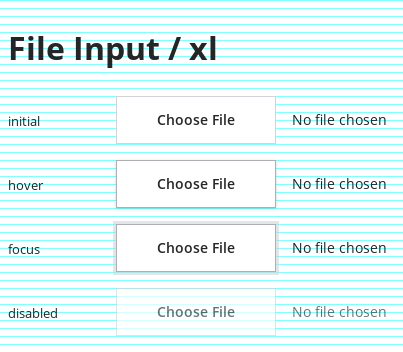 File Input / xl
initial Choose File No file chosen
hover Choose File No file chosen
focus Choose File No file chosen
disabled Choose File No file chosen